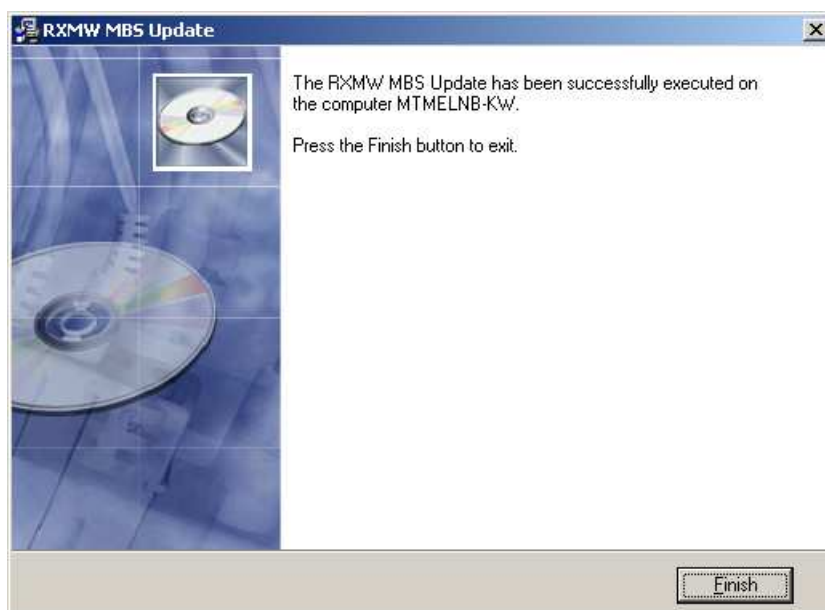 RXMW MBS Update
The RXMW MBS Update has been successfully executed on
the computer MTMELNB-KW.
Press the Finish button to exit.
Finish